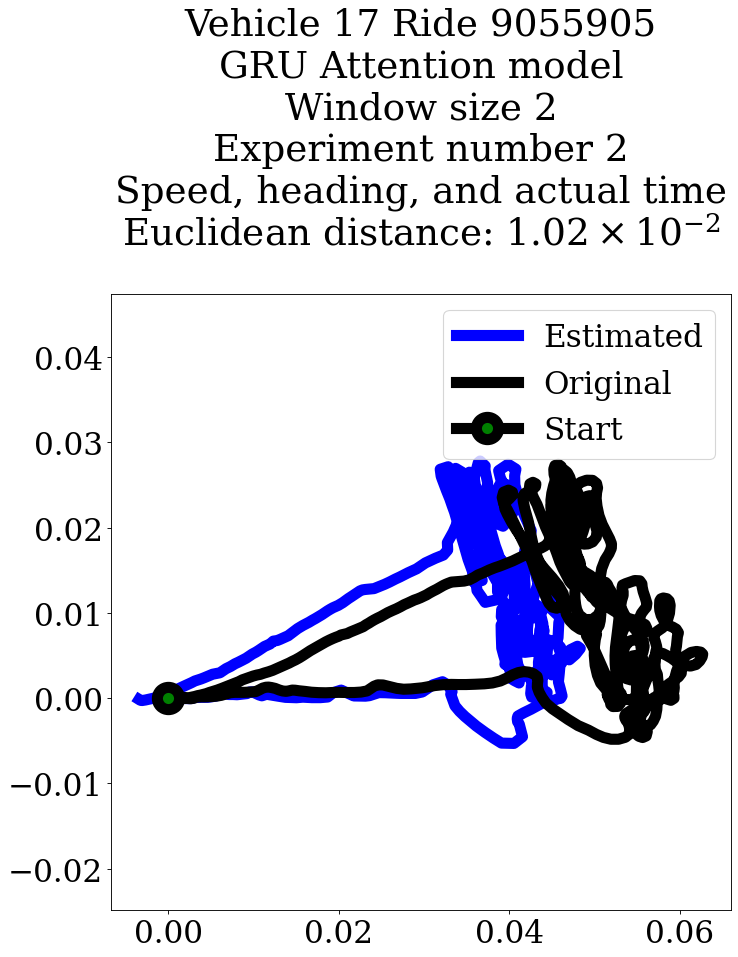 Vehicle 17 Ride 9055905
GRU Attention model
Window size 2
Experiment number 2
Speed, heading, and actual time
Euclidean distance: 1.02 × 10⁻²
Estimated
Original
Start
0.04
0.03
0.02
0.01
0.00
−0.01
−0.02
0.00 0.02 0.04 0.06